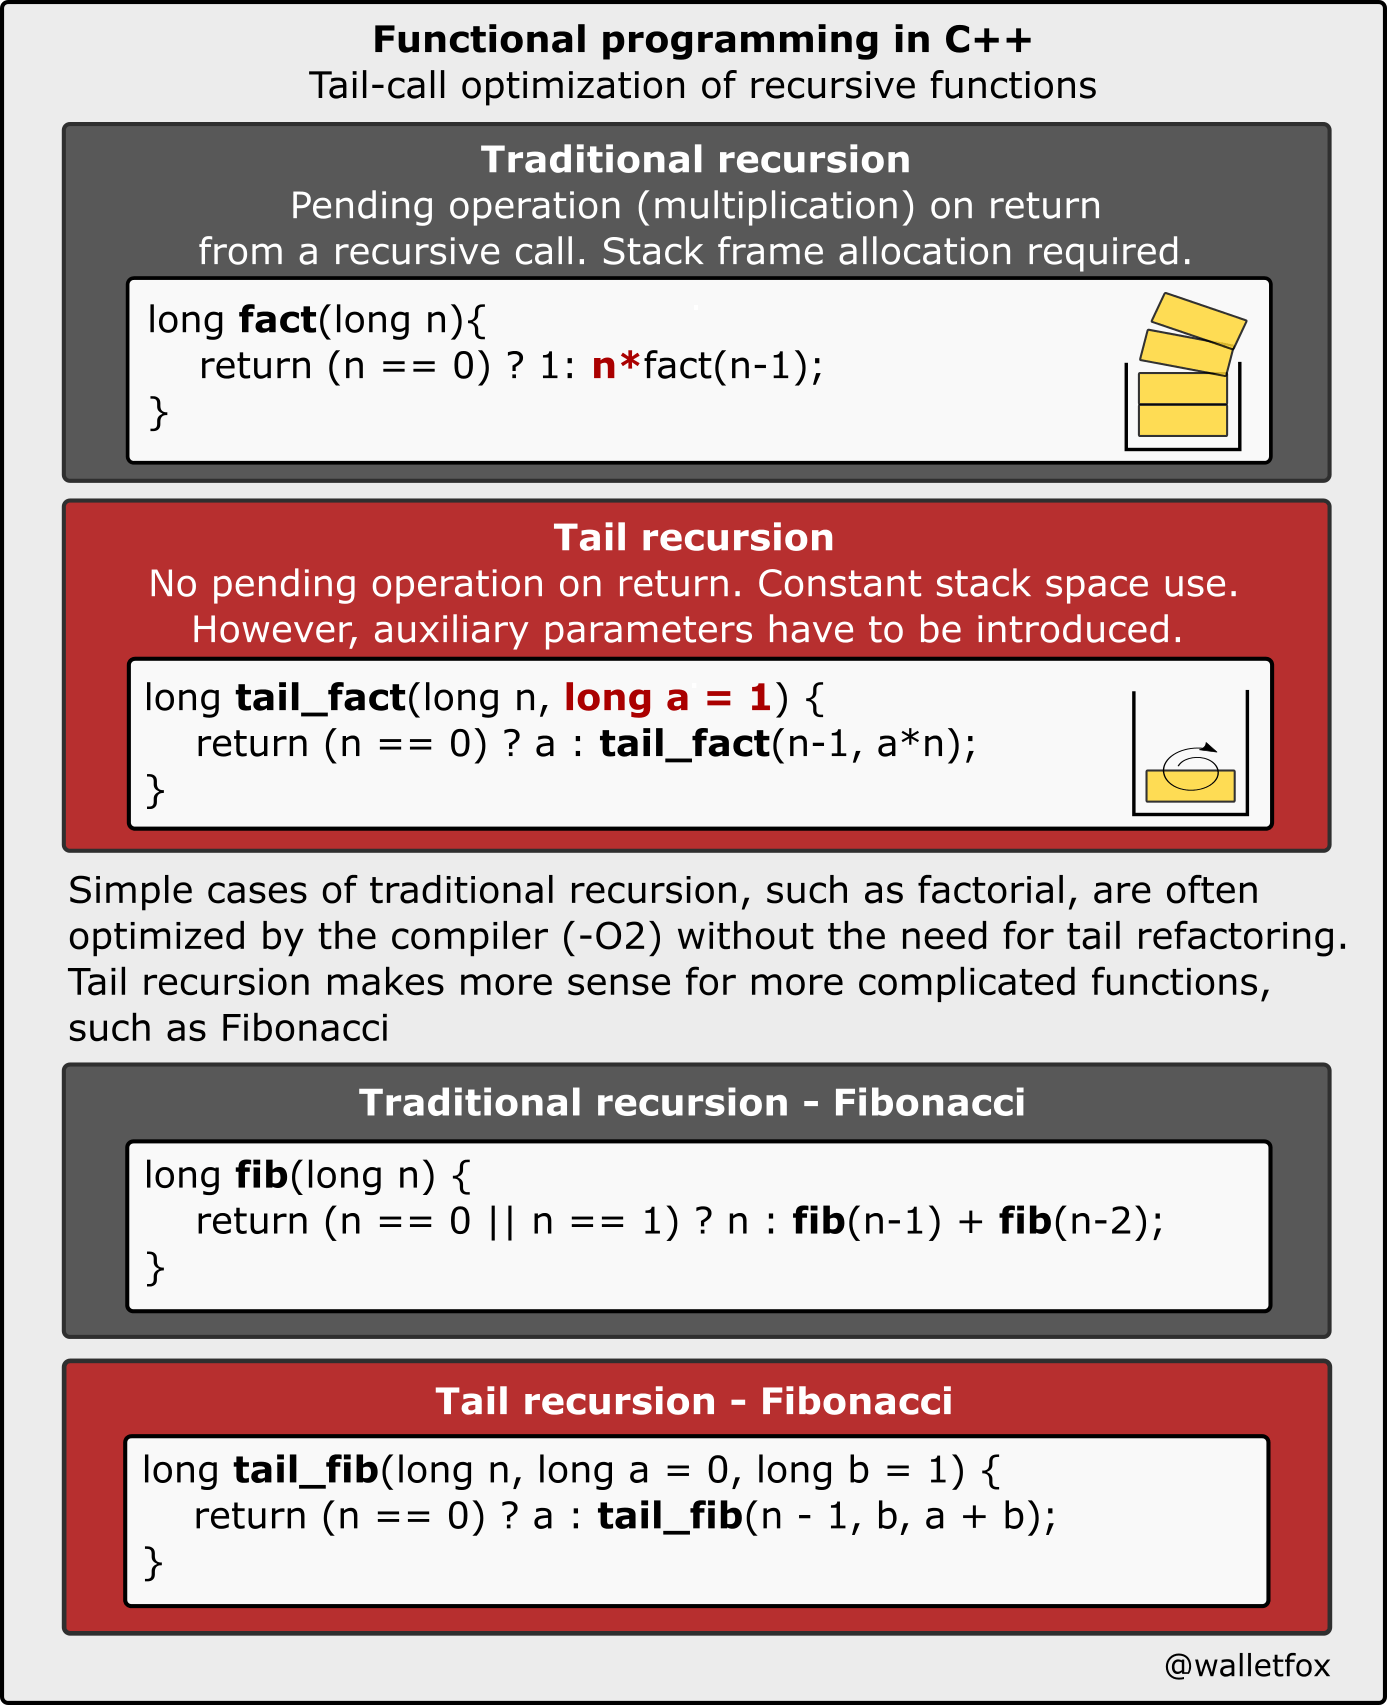 Functional programming in C++
Tail-call optimization of recursive functions
Traditional recursion
Pending operation (multiplication) on return
from a recursive call. Stack frame allocation required.
long fact(long n){
return (n == 0) ? 1: n*fact(n-1);
}
Tail recursion
No pending operation on return. Constant stack space use.
However, auxiliary parameters have to be introduced.
long tail_fact(long n, long a = 1) {
return (n == 0) ? a : tail_fact(n-1, a*n);
}
Simple cases of traditional recursion, such as factorial, are often
optimized by the compiler (-O2) without the need for tail refactoring.
Tail recursion makes more sense for more complicated functions,
such as Fibonacci
Traditional recursion - Fibonacci
long fib(long n) {
return (n == 0 || n == 1) ? n : fib(n-1) + fib(n-2);
}
Tail recursion - Fibonacci
long tail_fib(long n, long a = 0, long b = 1) {
return (n == 0) ? a : tail_fib(n - 1, b, a + b);
}
@walletfox